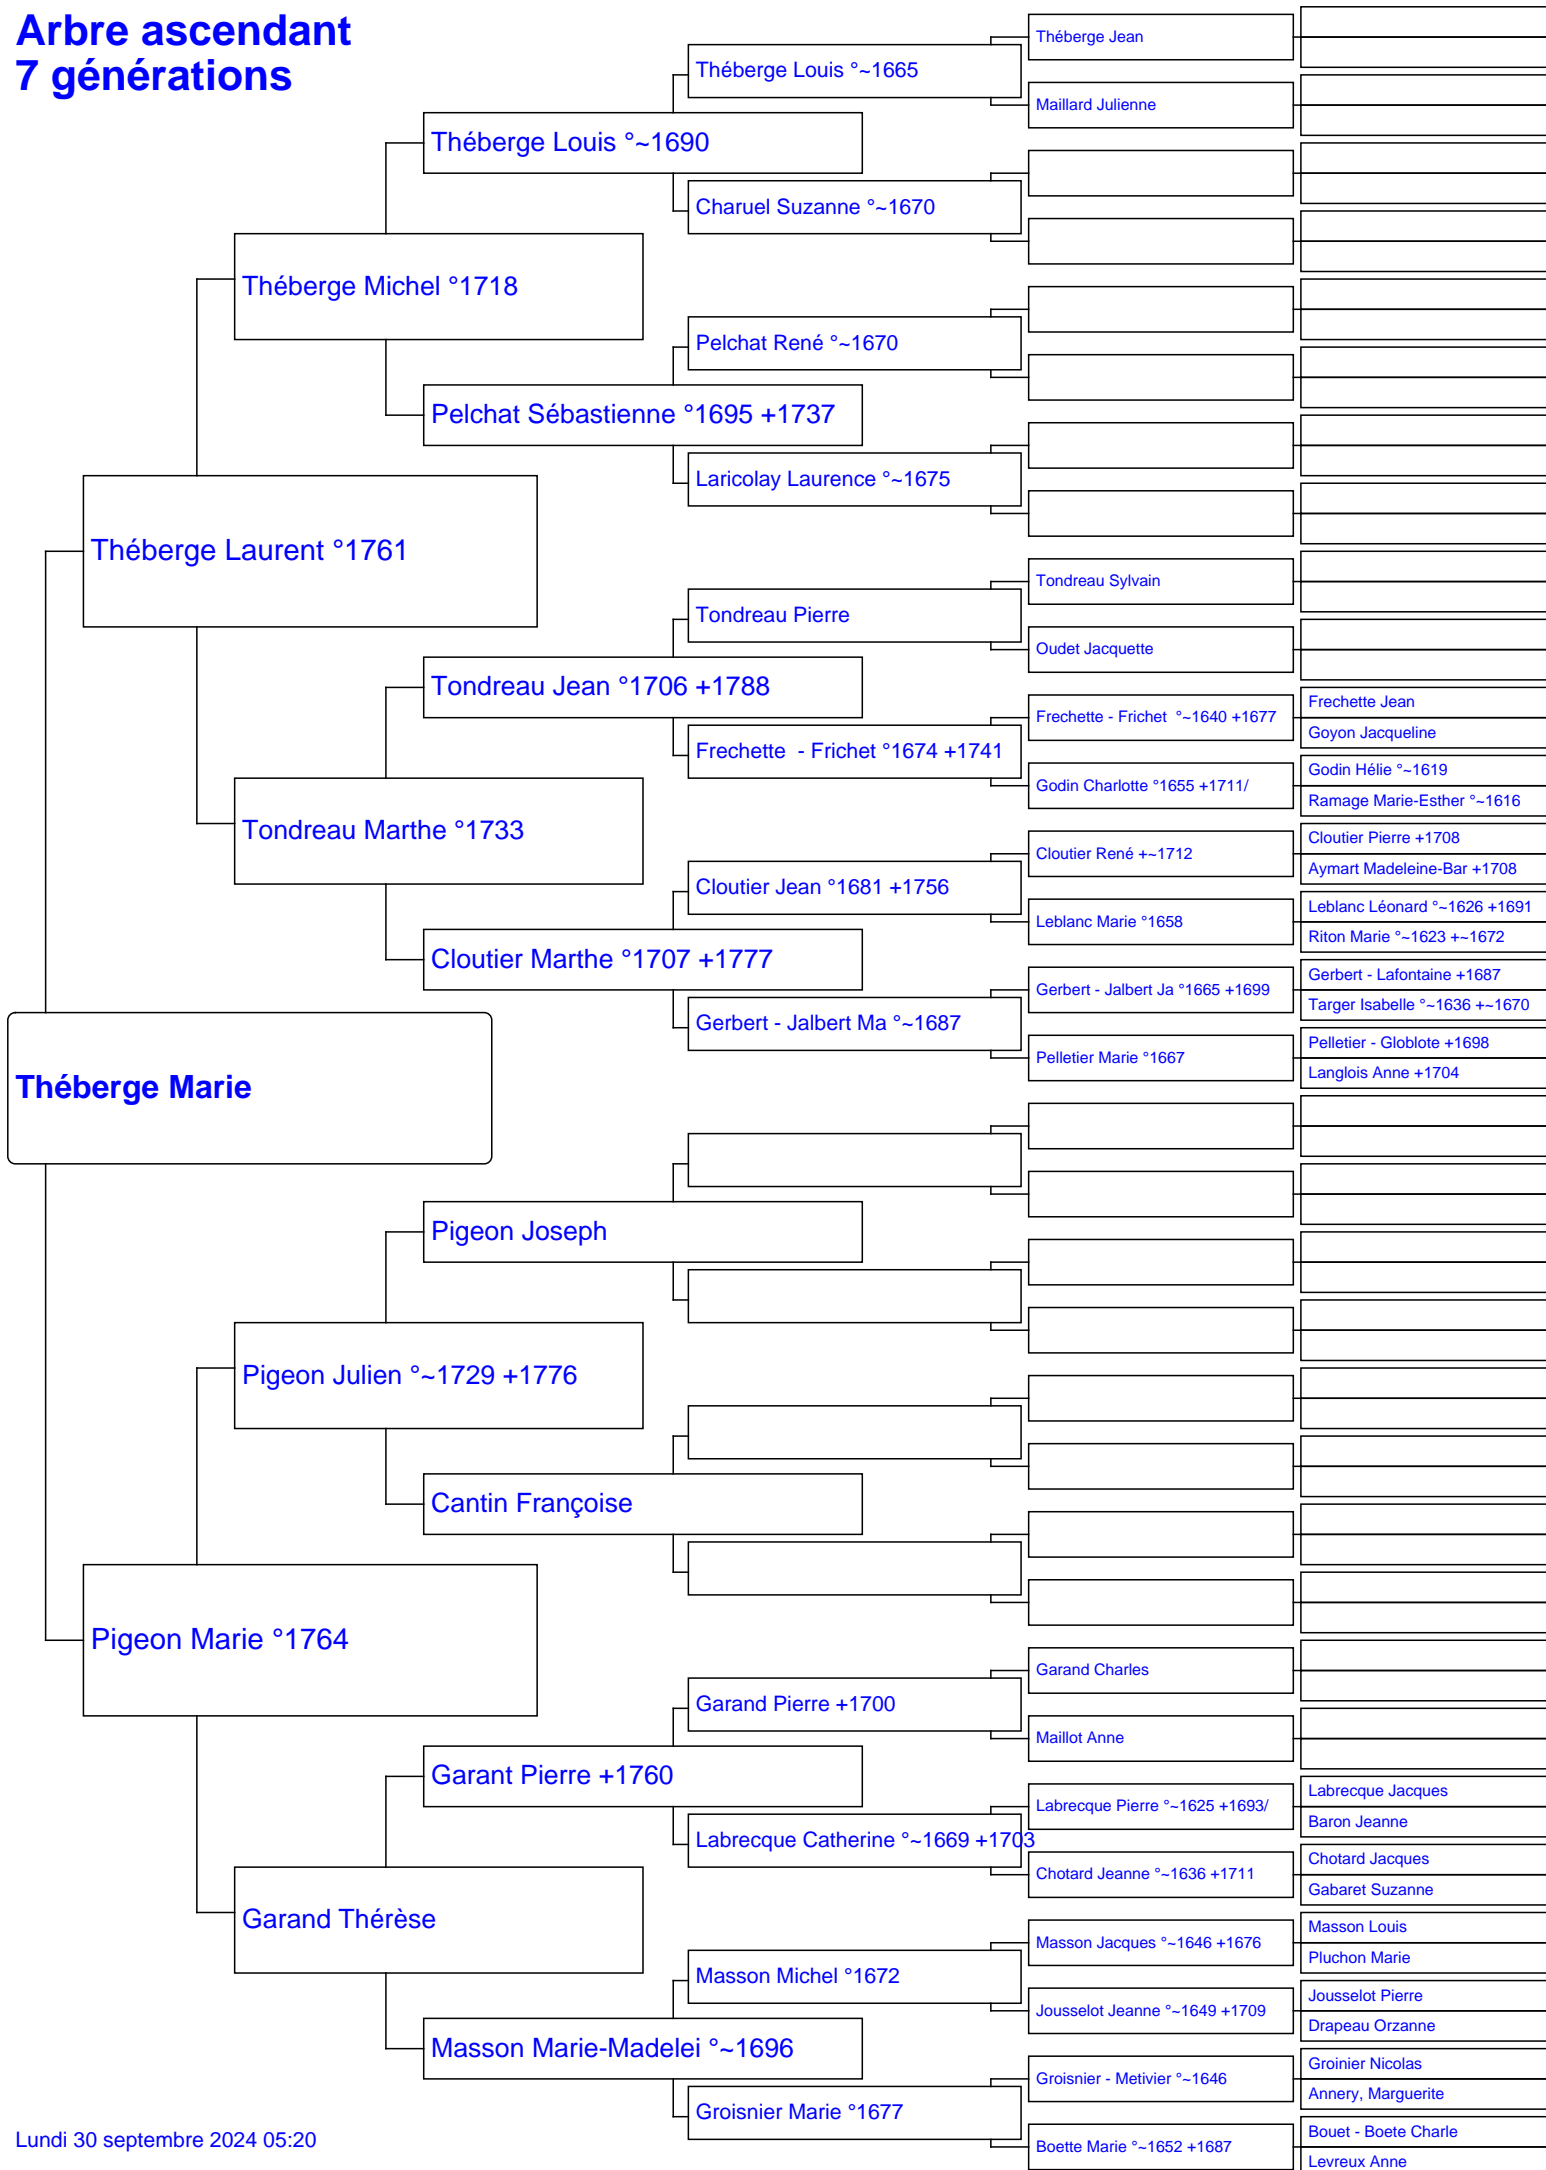 Arbre ascendant
7 générations
Théberge Jean
Théberge Louis °~1665
Maillard Julienne
Théberge Louis °~1690
Charuel Suzanne °~1670
Théberge Michel °1718
Pelchat René °~1670
Pelchat Sébastienne °1695 +1737
Laricolay Laurence °~1675
Théberge Laurent °1761
Tondreau Sylvain
Tondreau Pierre
Oudet Jacquette
Tondreau Jean °1706 +1788
Frechette Jean
Frechette - Frichet  °~1640 +1677
Goyon Jacqueline
Frechette  - Frichet °1674 +1741
Godin Hélie °~1619
Godin Charlotte °1655 +1711/
Ramage Marie-Esther °~1616
Tondreau Marthe °1733
Cloutier Pierre +1708
Cloutier René +~1712
Aymart Madeleine-Bar +1708
Cloutier Jean °1681 +1756
Leblanc Léonard °~1626 +1691
Leblanc Marie °1658
Riton Marie °~1623 +~1672
Cloutier Marthe °1707 +1777
Gerbert - Lafontaine +1687
Gerbert - Jalbert Ja °1665 +1699
Targer Isabelle °~1636 +~1670
Gerbert - Jalbert Ma °~1687
Pelletier - Globlote +1698
Pelletier Marie °1667
Langlois Anne +1704
Théberge Marie
Pigeon Joseph
Pigeon Julien °~1729 +1776
Cantin Françoise
Pigeon Marie °1764
Garand Charles
Garand Pierre +1700
Maillot Anne
Garant Pierre +1760
Labrecque Jacques
Labrecque Pierre °~1625 +1693/
Baron Jeanne
Labrecque Catherine °~1669 +1703
Chotard Jacques
Chotard Jeanne °~1636 +1711
Gabaret Suzanne
Garand Thérèse
Masson Louis
Masson Jacques °~1646 +1676
Pluchon Marie
Masson Michel °1672
Jousselot Pierre
Jousselot Jeanne °~1649 +1709
Drapeau Orzanne
Masson Marie-Madelei °~1696
Groinier Nicolas
Groisnier - Metivier °~1646
Annery, Marguerite
Groisnier Marie °1677
Bouet - Boete Charle
Boette Marie °~1652 +1687
Levreux Anne
Lundi 30 septembre 2024 05:20